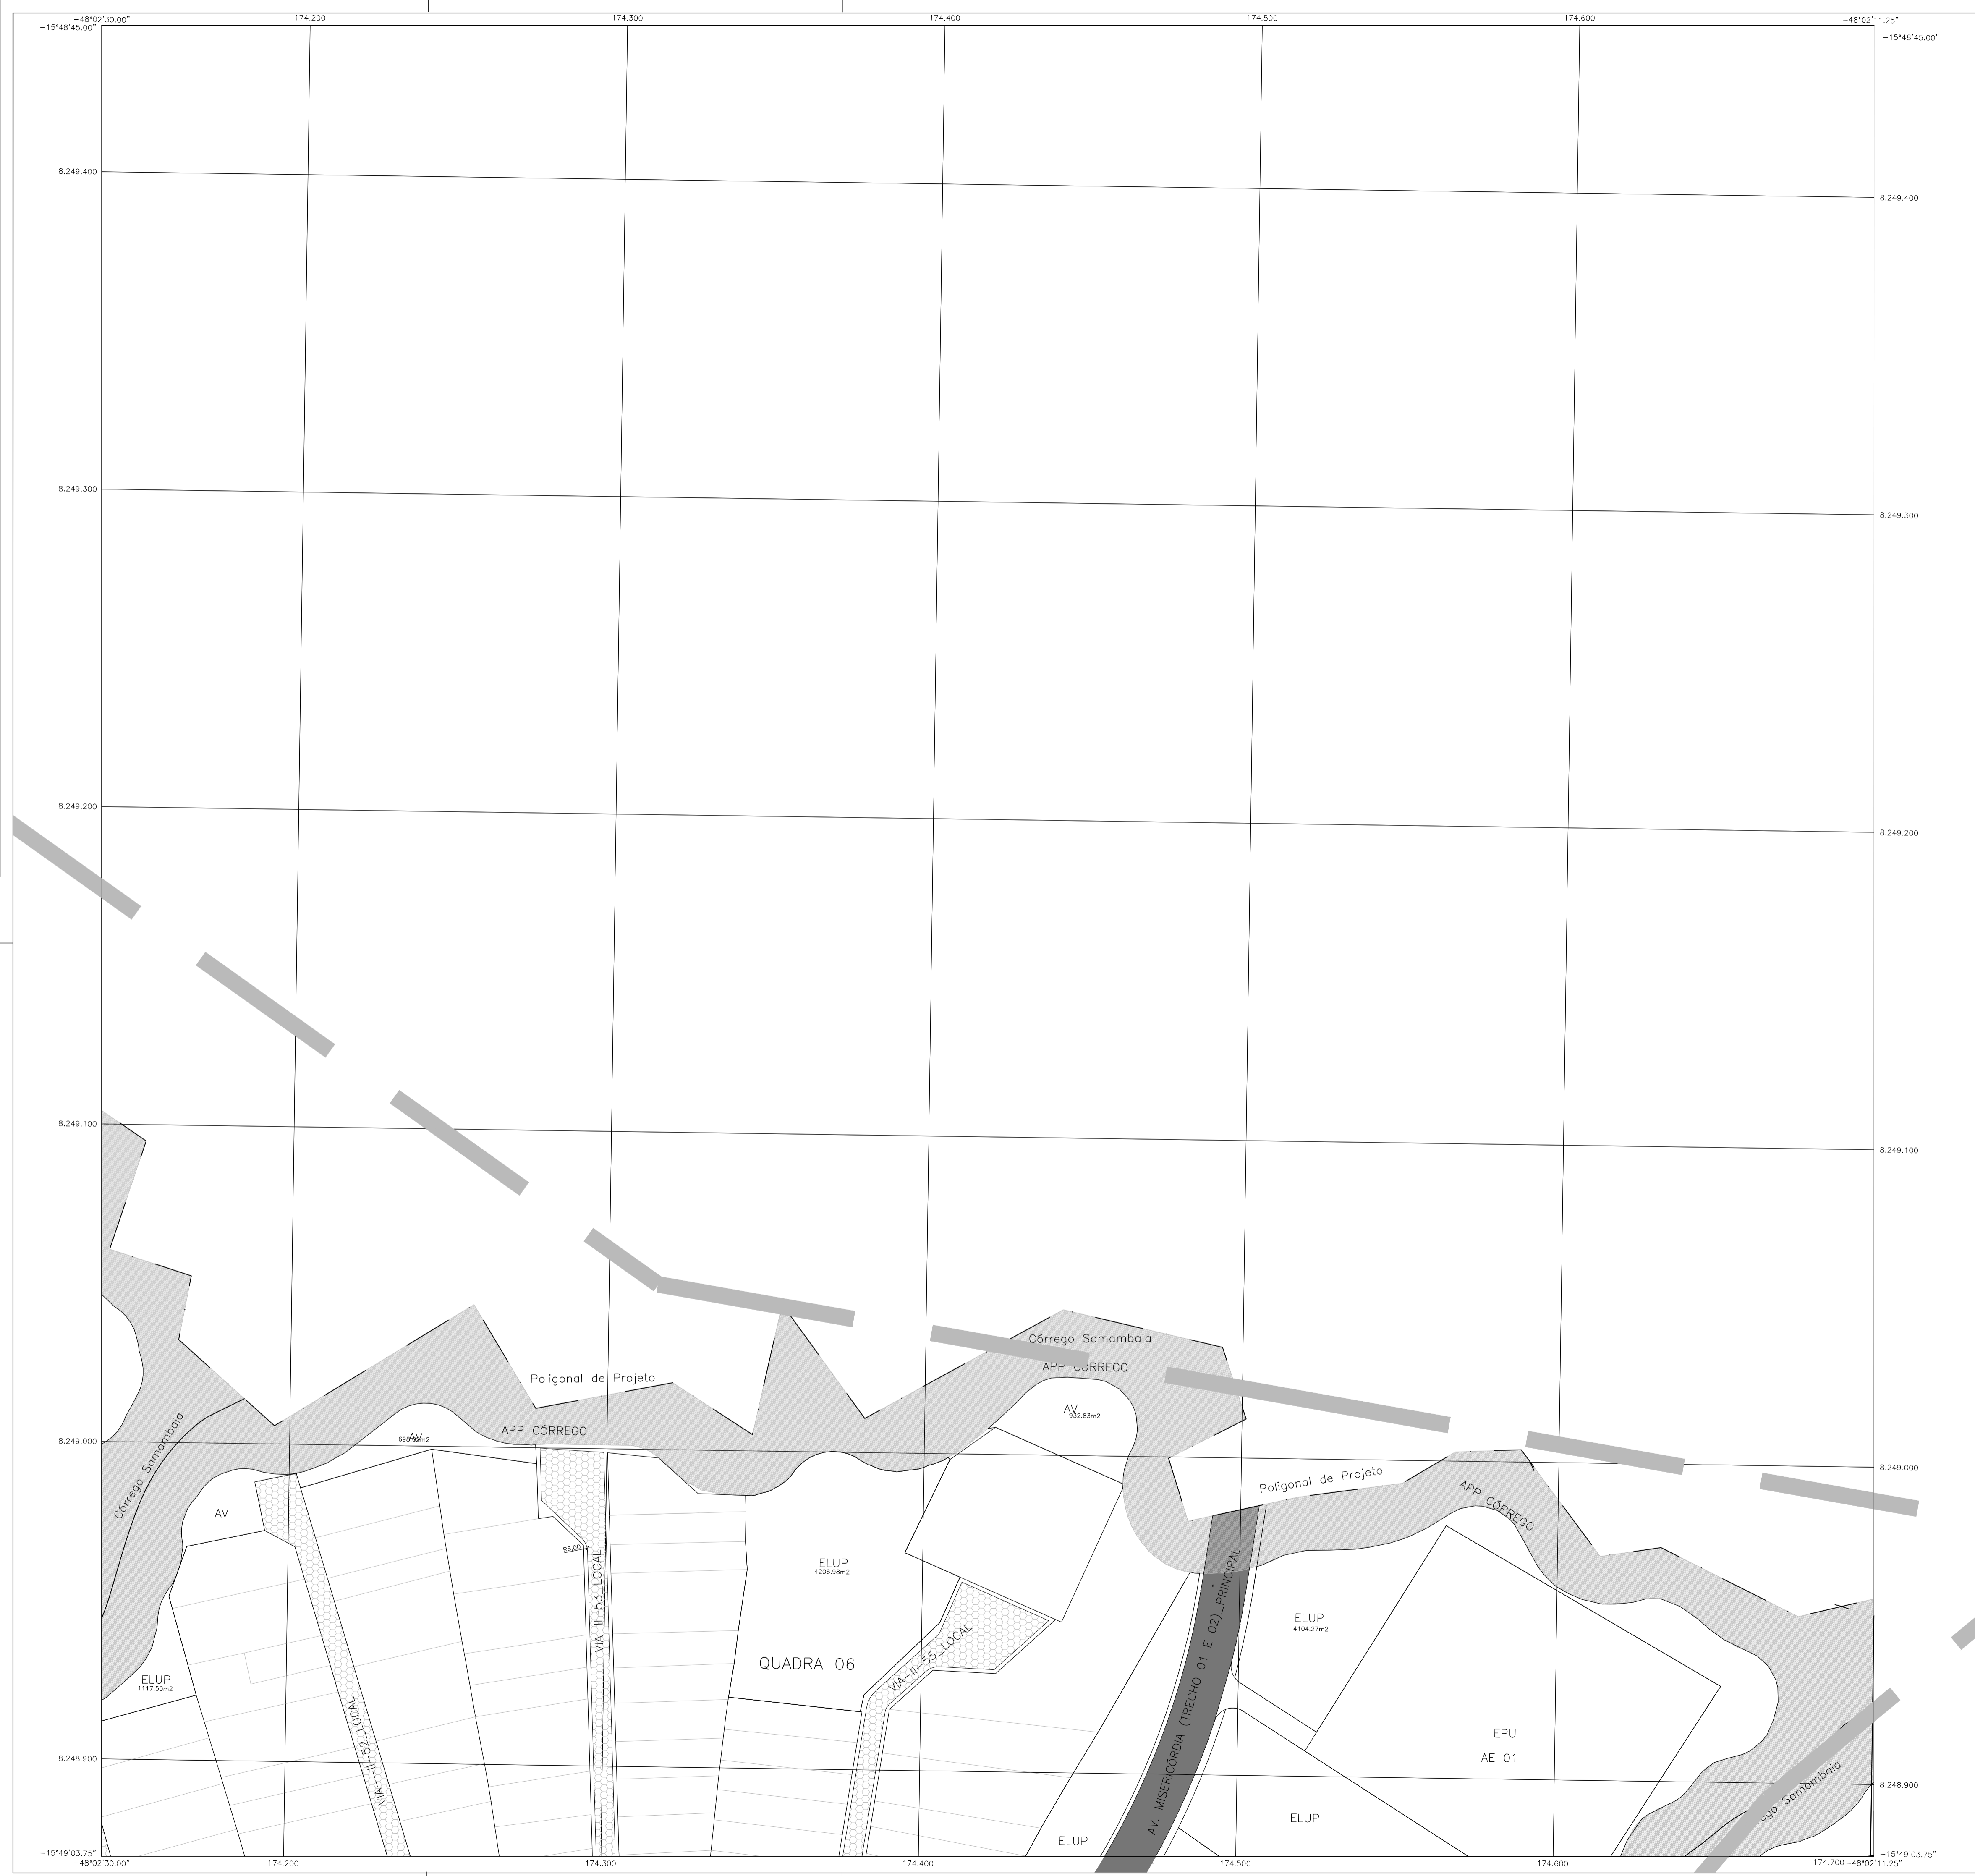 -48°02'30.00"
174.200
174.300
174.400
174.500
174.600
-48°02'11.25"
-15°48'45.00"
-15°48'45.00"
8.249.400
8.249.400
8.249.300
8.249.300
8.249.200
8.249.200
8.249.100
8.249.100
Córrego Samambaia
APP CÓRREGO
Poligonal de Projeto
AV
932.83m2
APP CÓRREGO
AV
8.249.000
8.249.000
Poligonal de Projeto
APP CÓRREGO
Córrego Samambaia
AV
R6,00
ELUP
4206.98m2
VIA-II-53_LOCAL
AV. MISERICÓRDIA (TRECHO 01 E 02)_PRINCIPAL
ELUP
4104.27m2
VIA-II-55_LOCAL
QUADRA 06
ELUP
1117.50m2
VIA-II-52_LOCAL
EPU
AE 01
8.248.900
8.248.900
Samambaia
ELUP
ELUP
-15°49'03.75"
-15°49'03.75"
-48°02'30.00"
174.200
174.300
174.400
174.500
174.600
174.700
-48°02'11.25"